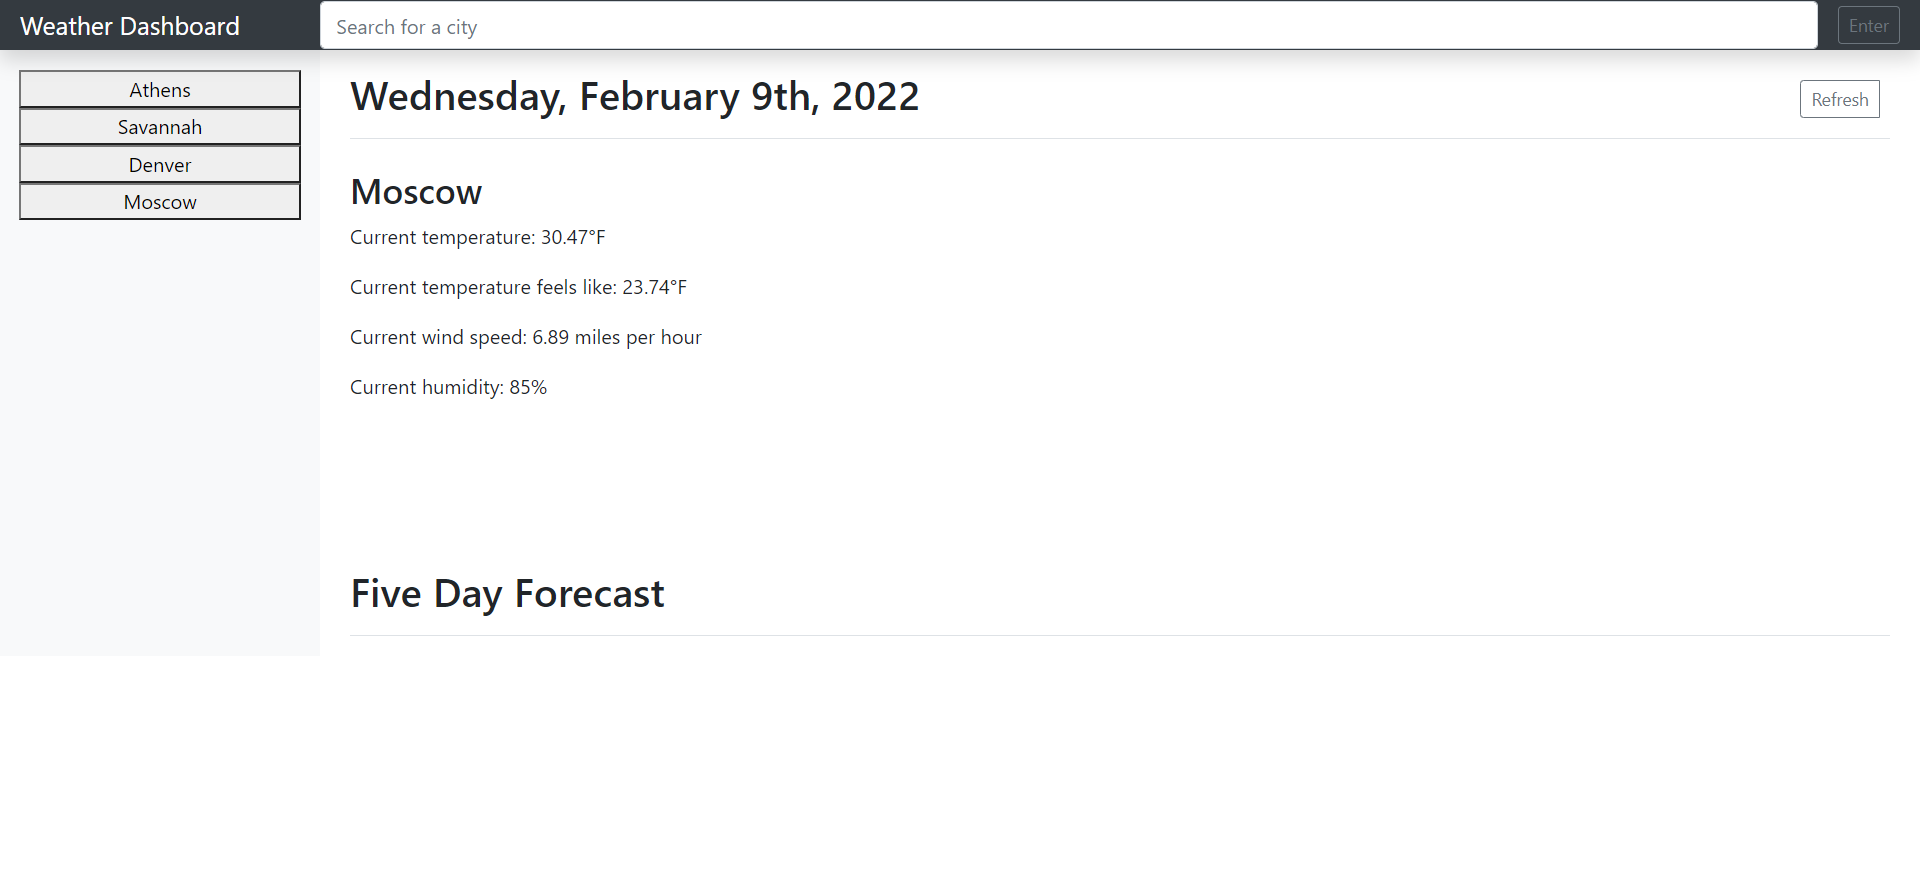 Weather Dashboard
Search for a city
Enter
Athens
Savannah
Denver
Moscow
Wednesday, February 9th, 2022
Refresh
Moscow
Current temperature: 30.47°F
Current temperature feels like: 23.74°F
Current wind speed: 6.89 miles per hour
Current humidity: 85%
Five Day Forecast